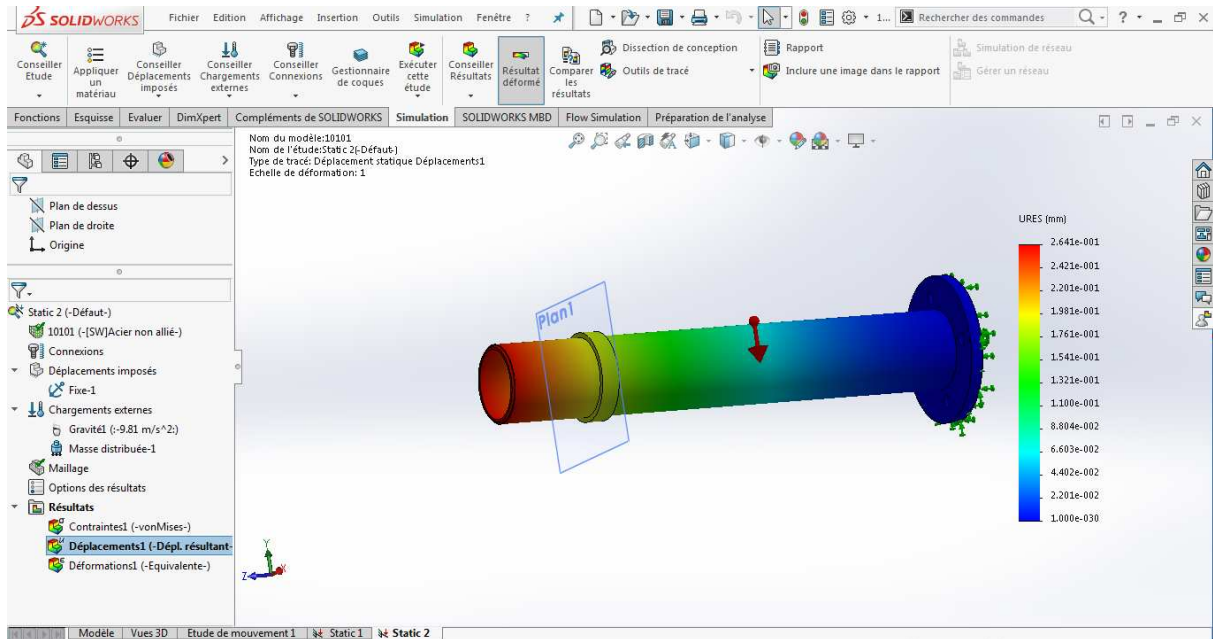 SOLIDWORKS Fichier Edition Affichage Insertion Outils Simulation Fenêtre ? 1... Rechercher des commandes ?
Conseiller Etude
Appliquer un matériau
Conseiller Déplacements imposés
Conseiller Chargements externes
Conseiller Connexions
Gestionnaire de coques
Exécuter cette étude
Conseiller Résultats
Résultat déformé
Comparer les résultats
Dissection de conception
Outils de tracé
Rapport
Inclure une image dans le rapport
Simulation de réseau
Gérer un réseau
Fonctions Esquisse Evaluer DimXpert Compléments de SOLIDWORKS Simulation SOLIDWORKS MBD Flow Simulation Préparation de l'analyse
Nom du modèle:10101
Nom de l'étude:Static 2(-Défaut-)
Type de tracé: Déplacement statique Déplacements1
Echelle de déformation: 1
Plan de dessus
Plan de droite
Origine
Static 2 (-Défaut-)
10101 (-[SW]Acier non allié-)
Connexions
Déplacements imposés
Fixe-1
Chargements externes
Gravité1 (:-9.81 m/s^2:)
Masse distribuée-1
Maillage
Options des résultats
Résultats
Contraintes1 (-vonMises-)
Déplacements1 (-Dépl. résultant-
Déformations1 (-Equivalente-)
Plan1
Y
Z
X
URES (mm)
2.641e-001
2.421e-001
2.201e-001
1.981e-001
1.761e-001
1.541e-001
1.321e-001
1.100e-001
8.804e-002
6.603e-002
4.402e-002
2.201e-002
1.000e-030
Modèle Vues 3D Etude de mouvement 1 Static 1 Static 2